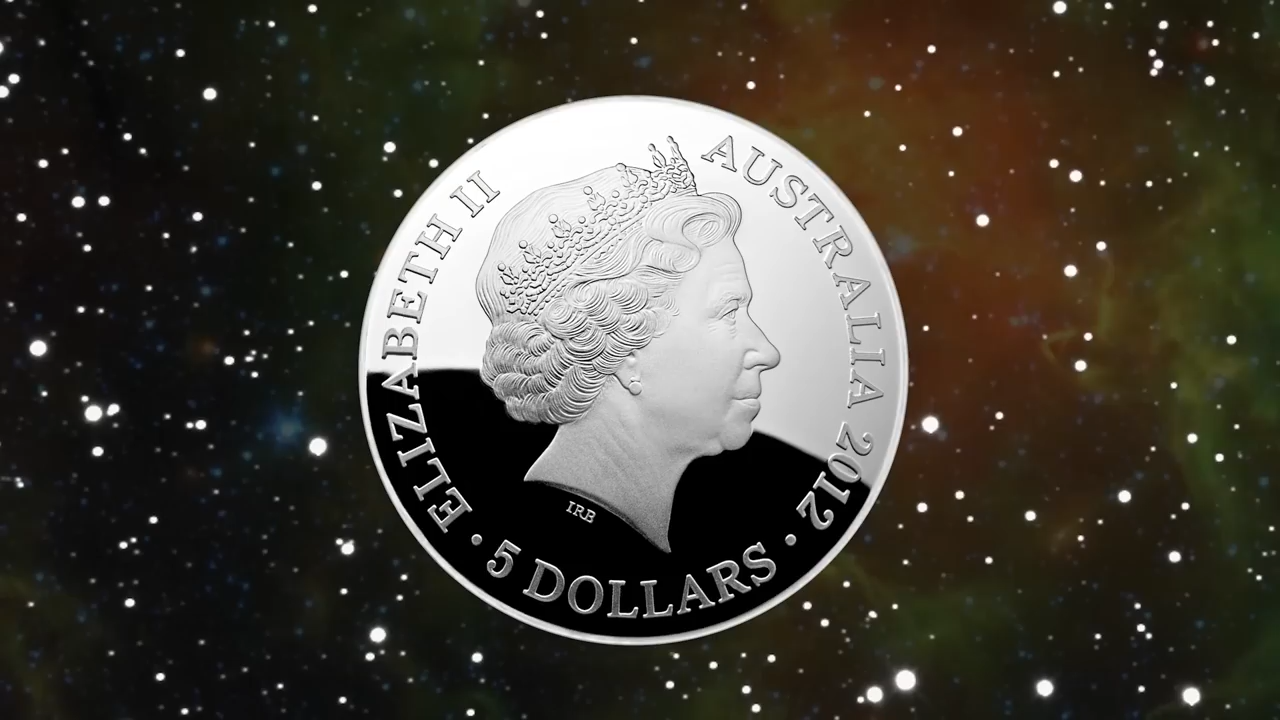 ELIZABETH II
AUSTRALIA 2012
· 5 DOLLARS ·
IRB